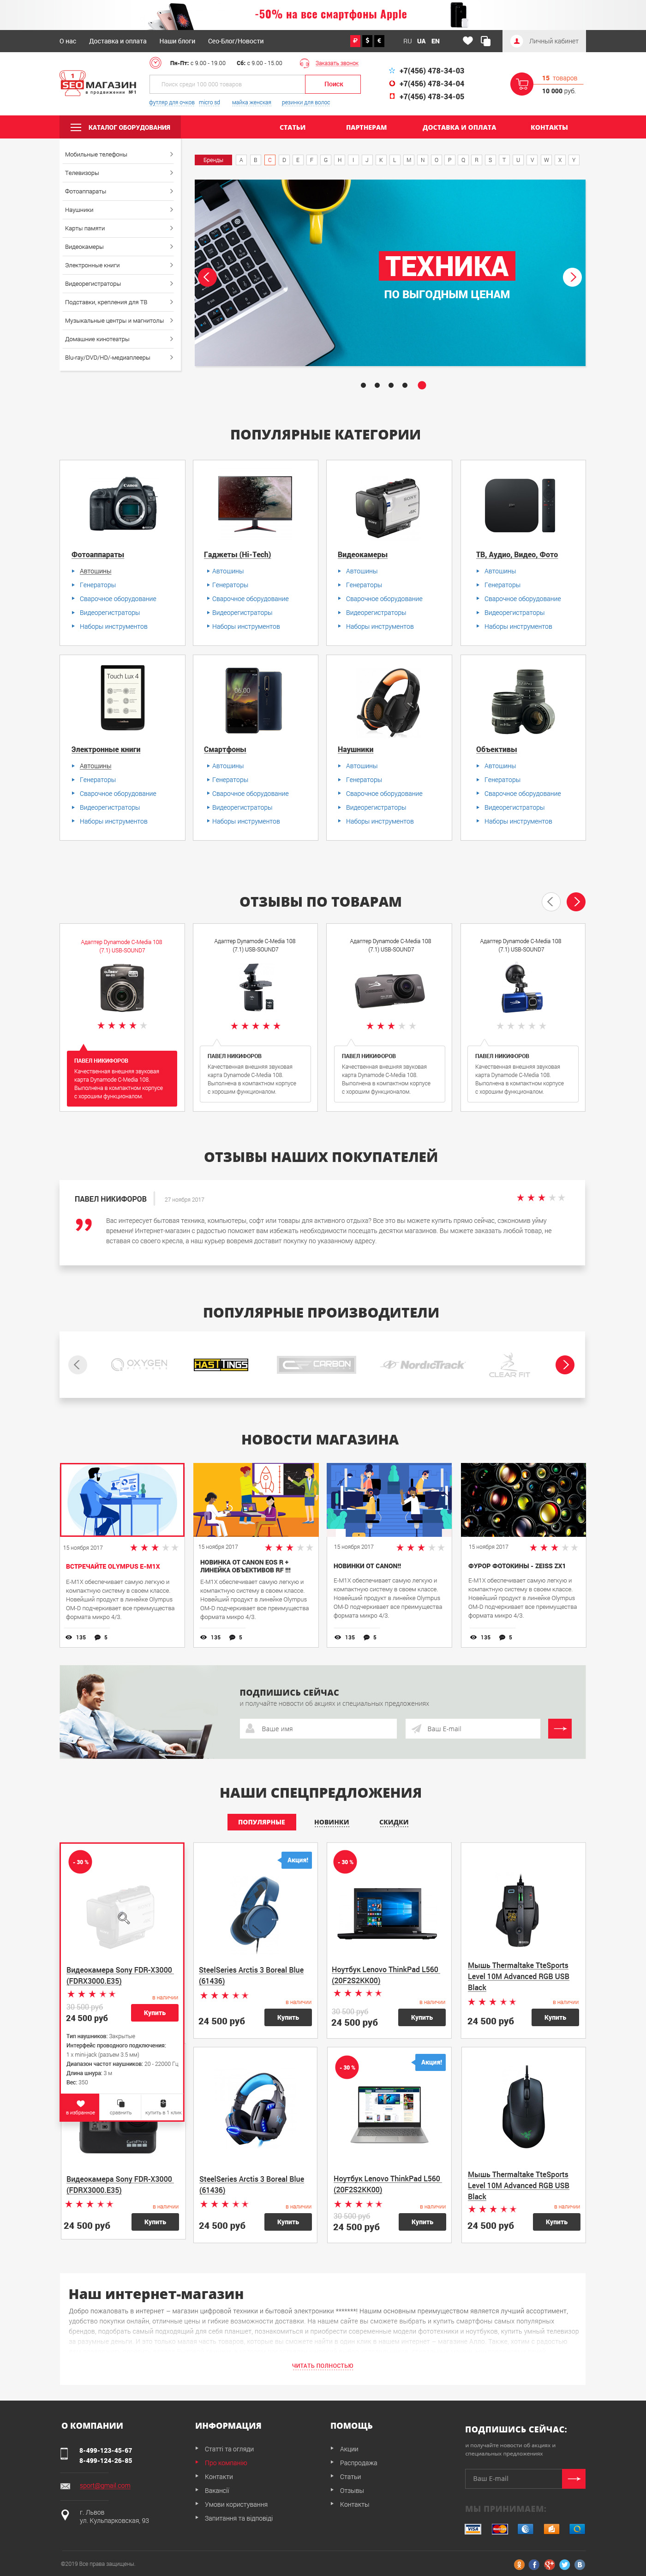 -50% на все смартфоны Apple
О нас Доставка и оплата Наши блоги Сео-Блог/Новости ₽ $ € RU UA EN Личный кабинет
Пн-Пт: с 9.00 - 19.00 Сб: с 9.00 - 15.00 Заказать звонок
SEO МАГАЗИН
в продвижение №1
Поиск среди 100 000 товаров Поиск
футляр для очков micro sd майка женская резинки для волос
+7(456) 478-34-03
+7(456) 478-34-04
+7(456) 478-34-05
15 товаров
10 000 руб.
КАТАЛОГ ОБОРУДОВАНИЯ СТАТЬИ ПАРТНЕРАМ ДОСТАВКА И ОПЛАТА КОНТАКТЫ
Мобильные телефоны
Телевизоры
Фотоаппараты
Наушники
Карты памяти
Видеокамеры
Электронные книги
Видеорегистраторы
Подставки, крепления для ТВ
Музыкальные центры и магнитолы
Домашние кинотеатры
Blu-ray/DVD/HD/-медиаплееры
Бренды A B C D E F G H I J K L M N O P Q R S T U V W X Y
ТЕХНИКА
ПО ВЫГОДНЫМ ЦЕНАМ
ПОПУЛЯРНЫЕ КАТЕГОРИИ
Фотоаппараты
Автошины
Генераторы
Сварочное оборудование
Видеорегистраторы
Наборы инструментов
Гаджеты (Hi-Tech)
Автошины
Генераторы
Сварочное оборудование
Видеорегистраторы
Наборы инструментов
Видеокамеры
Автошины
Генераторы
Сварочное оборудование
Видеорегистраторы
Наборы инструментов
ТВ, Аудио, Видео, Фото
Автошины
Генераторы
Сварочное оборудование
Видеорегистраторы
Наборы инструментов
Touch Lux 4
Электронные книги
Автошины
Генераторы
Сварочное оборудование
Видеорегистраторы
Наборы инструментов
Смартфоны
Автошины
Генераторы
Сварочное оборудование
Видеорегистраторы
Наборы инструментов
Наушники
Автошины
Генераторы
Сварочное оборудование
Видеорегистраторы
Наборы инструментов
Объективы
Автошины
Генераторы
Сварочное оборудование
Видеорегистраторы
Наборы инструментов
ОТЗЫВЫ ПО ТОВАРАМ
Адаптер Dynamode C-Media 108
(7.1) USB-SOUND7
ПАВЕЛ НИКИФОРОВ
Качественная внешняя звуковая
карта Dynamode C-Media 108.
Выполнена в компактном корпусе
с хорошим функционалом.
Адаптер Dynamode C-Media 108
(7.1) USB-SOUND7
ПАВЕЛ НИКИФОРОВ
Качественная внешняя звуковая
карта Dynamode C-Media 108.
Выполнена в компактном корпусе
с хорошим функционалом
Адаптер Dynamode C-Media 108
(7.1) USB-SOUND7
ПАВЕЛ НИКИФОРОВ
Качественная внешняя звуковая
карта Dynamode C-Media 108.
Выполнена в компактном корпусе
с хорошим функционалом
Адаптер Dynamode C-Media 108
(7.1) USB-SOUND7
ПАВЕЛ НИКИФОРОВ
Качественная внешняя звуковая
карта Dynamode C-Media 108.
Выполнена в компактном корпусе
с хорошим функционалом
ОТЗЫВЫ НАШИХ ПОКУПАТЕЛЕЙ
ПАВЕЛ НИКИФОРОВ 27 ноября 2017
Вас интересует бытовая техника, компьютеры, софт или товары для активного отдыха? Все это вы можете купить прямо сейчас, сэкономив уйму
времени! Интернет-магазин с радостью поможет вам избежать необходимости посещать десятки магазинов. Вы можете заказать любой товар, не
вставая со своего кресла, а наш курьер вовремя доставит покупку по указанному адресу.
ПОПУЛЯРНЫЕ ПРОИЗВОДИТЕЛИ
OXYGEN HASTTINGS CARBON NordicTrack CLEAR FIT
НОВОСТИ МАГАЗИНА
15 ноября 2017
ВСТРЕЧАЙТЕ OLYMPUS E-M1X
E-M1X обеспечивает самую легкую и
компактную систему в своем классе.
Новейший продукт в линейке Olympus
OM-D подчеркивает все преимущества
формата микро 4/3.
135 5
15 ноября 2017
НОВИНКА ОТ CANON EOS R +
ЛИНЕЙКА ОБЪЕКТИВОВ RF !!!
E-M1X обеспечивает самую легкую и
компактную систему в своем классе.
Новейший продукт в линейке Olympus
OM-D подчеркивает все преимущества
формата микро 4/3.
135 5
15 ноября 2017
НОВИНКИ ОТ CANON!!
E-M1X обеспечивает самую легкую и
компактную систему в своем классе.
Новейший продукт в линейке Olympus
OM-D подчеркивает все преимущества
формата микро 4/3.
135 5
15 ноября 2017
ФУРОР ФОТОКИНЫ - ZEISS ZX1
E-M1X обеспечивает самую легкую и
компактную систему в своем классе.
Новейший продукт в линейке Olympus
OM-D подчеркивает все преимущества
формата микро 4/3.
135 5
ПОДПИШИСЬ СЕЙЧАС
и получайте новости об акциях и специальных предложениях
Ваше имя Ваш E-mail
НАШИ СПЕЦПРЕДЛОЖЕНИЯ
ПОПУЛЯРНЫЕ НОВИНКИ СКИДКИ
- 30 %
Видеокамера Sony FDR-X3000
(FDRX3000.E35)
в наличии
30 500 руб
24 500 руб Купить
Тип наушников: Закрытые
Интерфейс проводного подключения:
1 x mini-jack (разъем 3.5 мм)
Диапазон частот наушников: 20 - 22000 Гц
Длина шнура: 3 м
Вес: 350
в избранное сравнить купить в 1 клик
Акция!
SteelSeries Arctis 3 Boreal Blue
(61436)
в наличии
24 500 руб Купить
- 30 %
Ноутбук Lenovo ThinkPad L560
(20F2S2KK00)
в наличии
30 500 руб
24 500 руб Купить
Мышь Thermaltake TteSports
Level 10M Advanced RGB USB
Black
в наличии
24 500 руб Купить
Видеокамера Sony FDR-X3000
(FDRX3000.E35)
в наличии
24 500 руб Купить
SteelSeries Arctis 3 Boreal Blue
(61436)
в наличии
24 500 руб Купить
- 30 % Акция!
Ноутбук Lenovo ThinkPad L560
(20F2S2KK00)
в наличии
30 500 руб
24 500 руб Купить
Мышь Thermaltake TteSports
Level 10M Advanced RGB USB
Black
в наличии
24 500 руб Купить
Наш интернет-магазин
Добро пожаловать в интернет – магазин цифровой техники и бытовой электроники *******! Нашим основным преимуществом является лучший ассортимент,
удобство покупки онлайн, отличные цены и гибкие возможности доставки. На нашем сайте вы сможете выбрать и купить смартфоны самых популярных
брендов, подобрать самый подходящий для себя планшет, познакомиться и приобрести современные модели фототехники и ноутбуков, купить умный телевизор
ЧИТАТЬ ПОЛНОСТЬЮ
О КОМПАНИИ
8-499-123-45-67
8-499-124-26-85
sport@gmail.com
г. Львов
ул. Кульпарковская, 93
ИНФОРМАЦИЯ
Статті та огляди
Про компанію
Контакти
Вакансії
Умови користування
Запитання та відповіді
ПОМОЩЬ
Акции
Распродажа
Статьи
Отзывы
Контакты
ПОДПИШИСЬ СЕЙЧАС:
и получайте новости об акциях и
специальных предложениях
Ваш E-mail
МЫ ПРИНИМАЕМ:
VISA MasterCard
©2019 Все права защищены